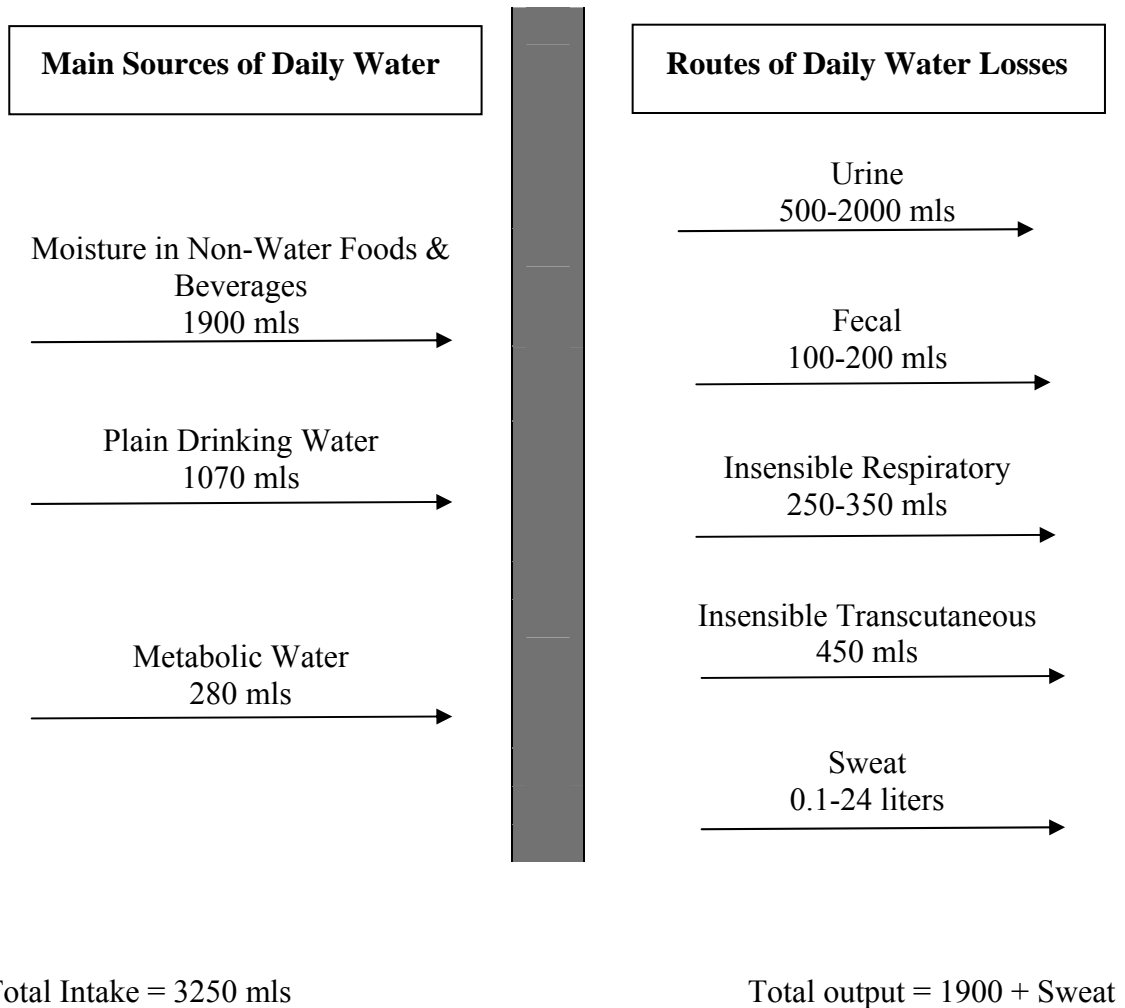 Main Sources of Daily Water
Moisture in Non-Water Foods &
Beverages
1900 mls
Plain Drinking Water
1070 mls
Metabolic Water
280 mls
Routes of Daily Water Losses
Urine
500-2000 mls
Fecal
100-200 mls
Insensible Respiratory
250-350 mls
Insensible Transcutaneous
450 mls
Sweat
0.1-24 liters
Total Intake = 3250 mls
Total output = 1900 + Sweat